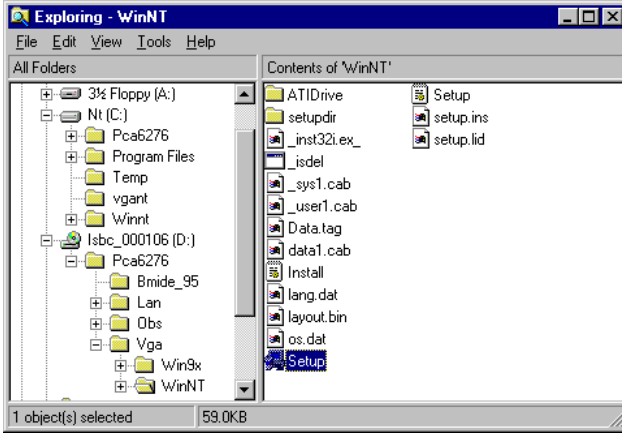 Exploring - WinNT
File Edit View Tools Help
All Folders
Contents of 'WinNT'
3½ Floppy (A:)
Nt (C:)
Pca6276
Program Files
Temp
vgant
Winnt
Isbc_000106 (D:)
Pca6276
Bmide_95
Lan
Obs
Vga
Win9x
WinNT
ATIDrive
setupdir
_inst32i.ex_
_isdel
_sys1.cab
_user1.cab
Data.tag
data1.cab
Install
lang.dat
layout.bin
os.dat
Setup
Setup
setup.ins
setup.lid
1 object(s) selected
59.0KB